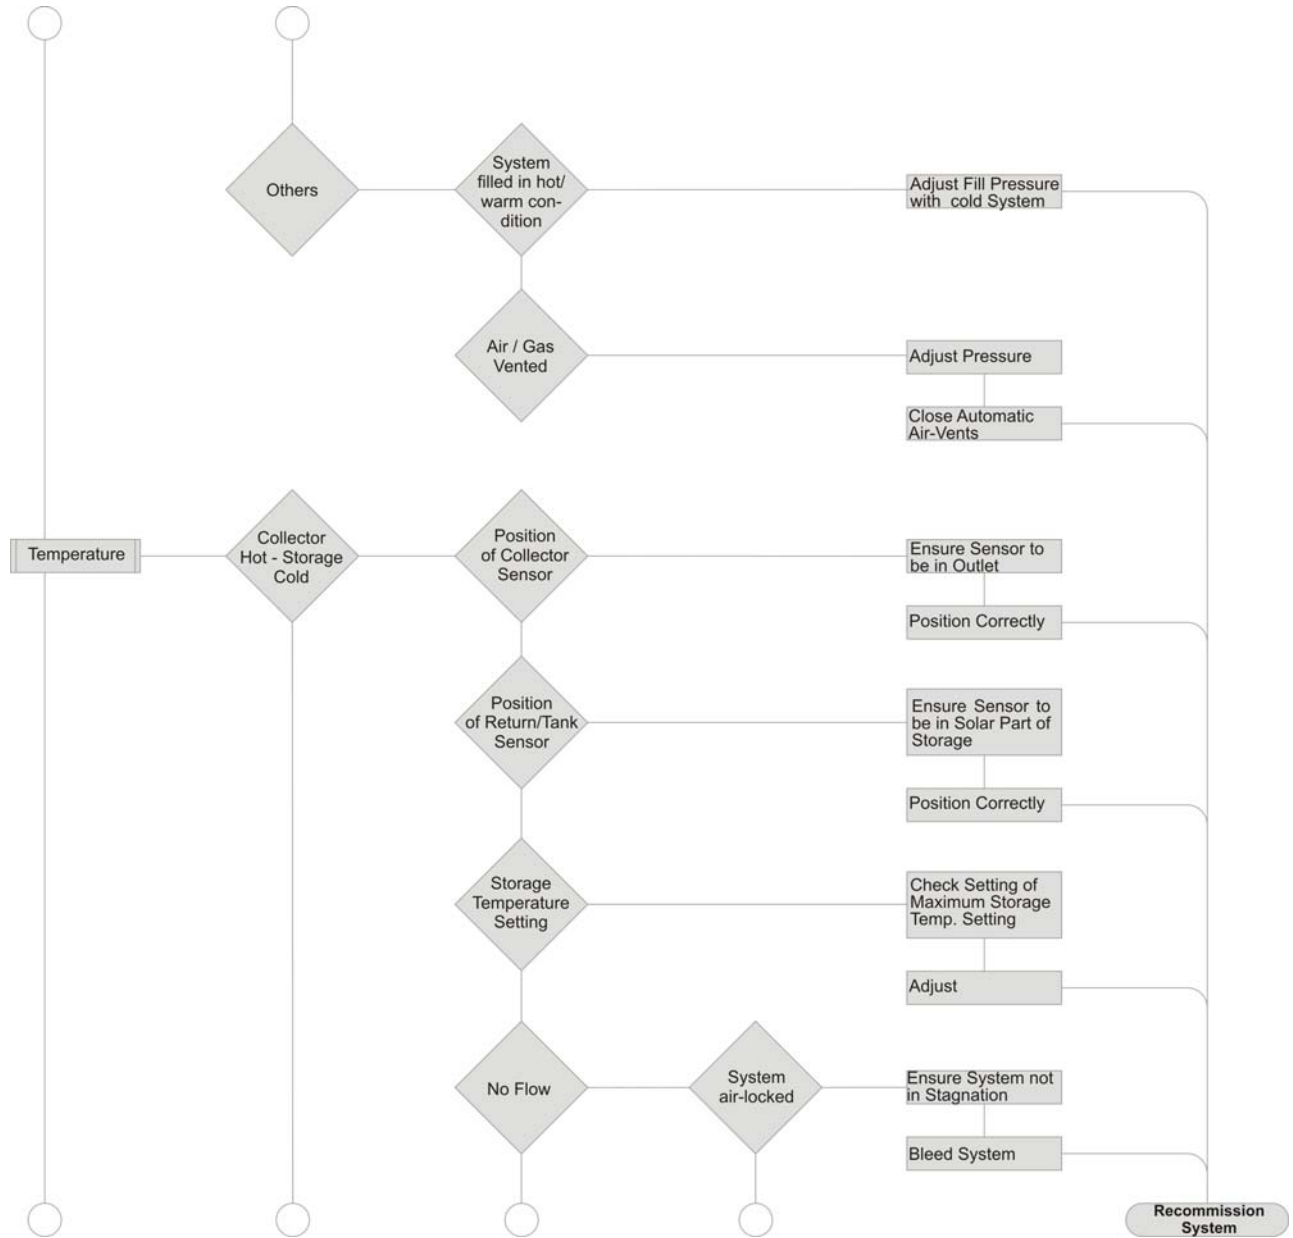 Others
System
filled in hot/
warm con-
dition
Adjust Fill Pressure
with cold System
Air / Gas
Vented
Adjust Pressure
Close Automatic
Air-Vents
Temperature
Collector
Hot - Storage
Cold
Position
of Collector
Sensor
Ensure Sensor to
be in Outlet
Position Correctly
Position
of Return/Tank
Sensor
Ensure Sensor to
be in Solar Part of
Storage
Position Correctly
Storage
Temperature
Setting
Check Setting of
Maximum Storage
Temp. Setting
Adjust
No Flow
System
air-locked
Ensure System not
in Stagnation
Bleed System
Recommission
System